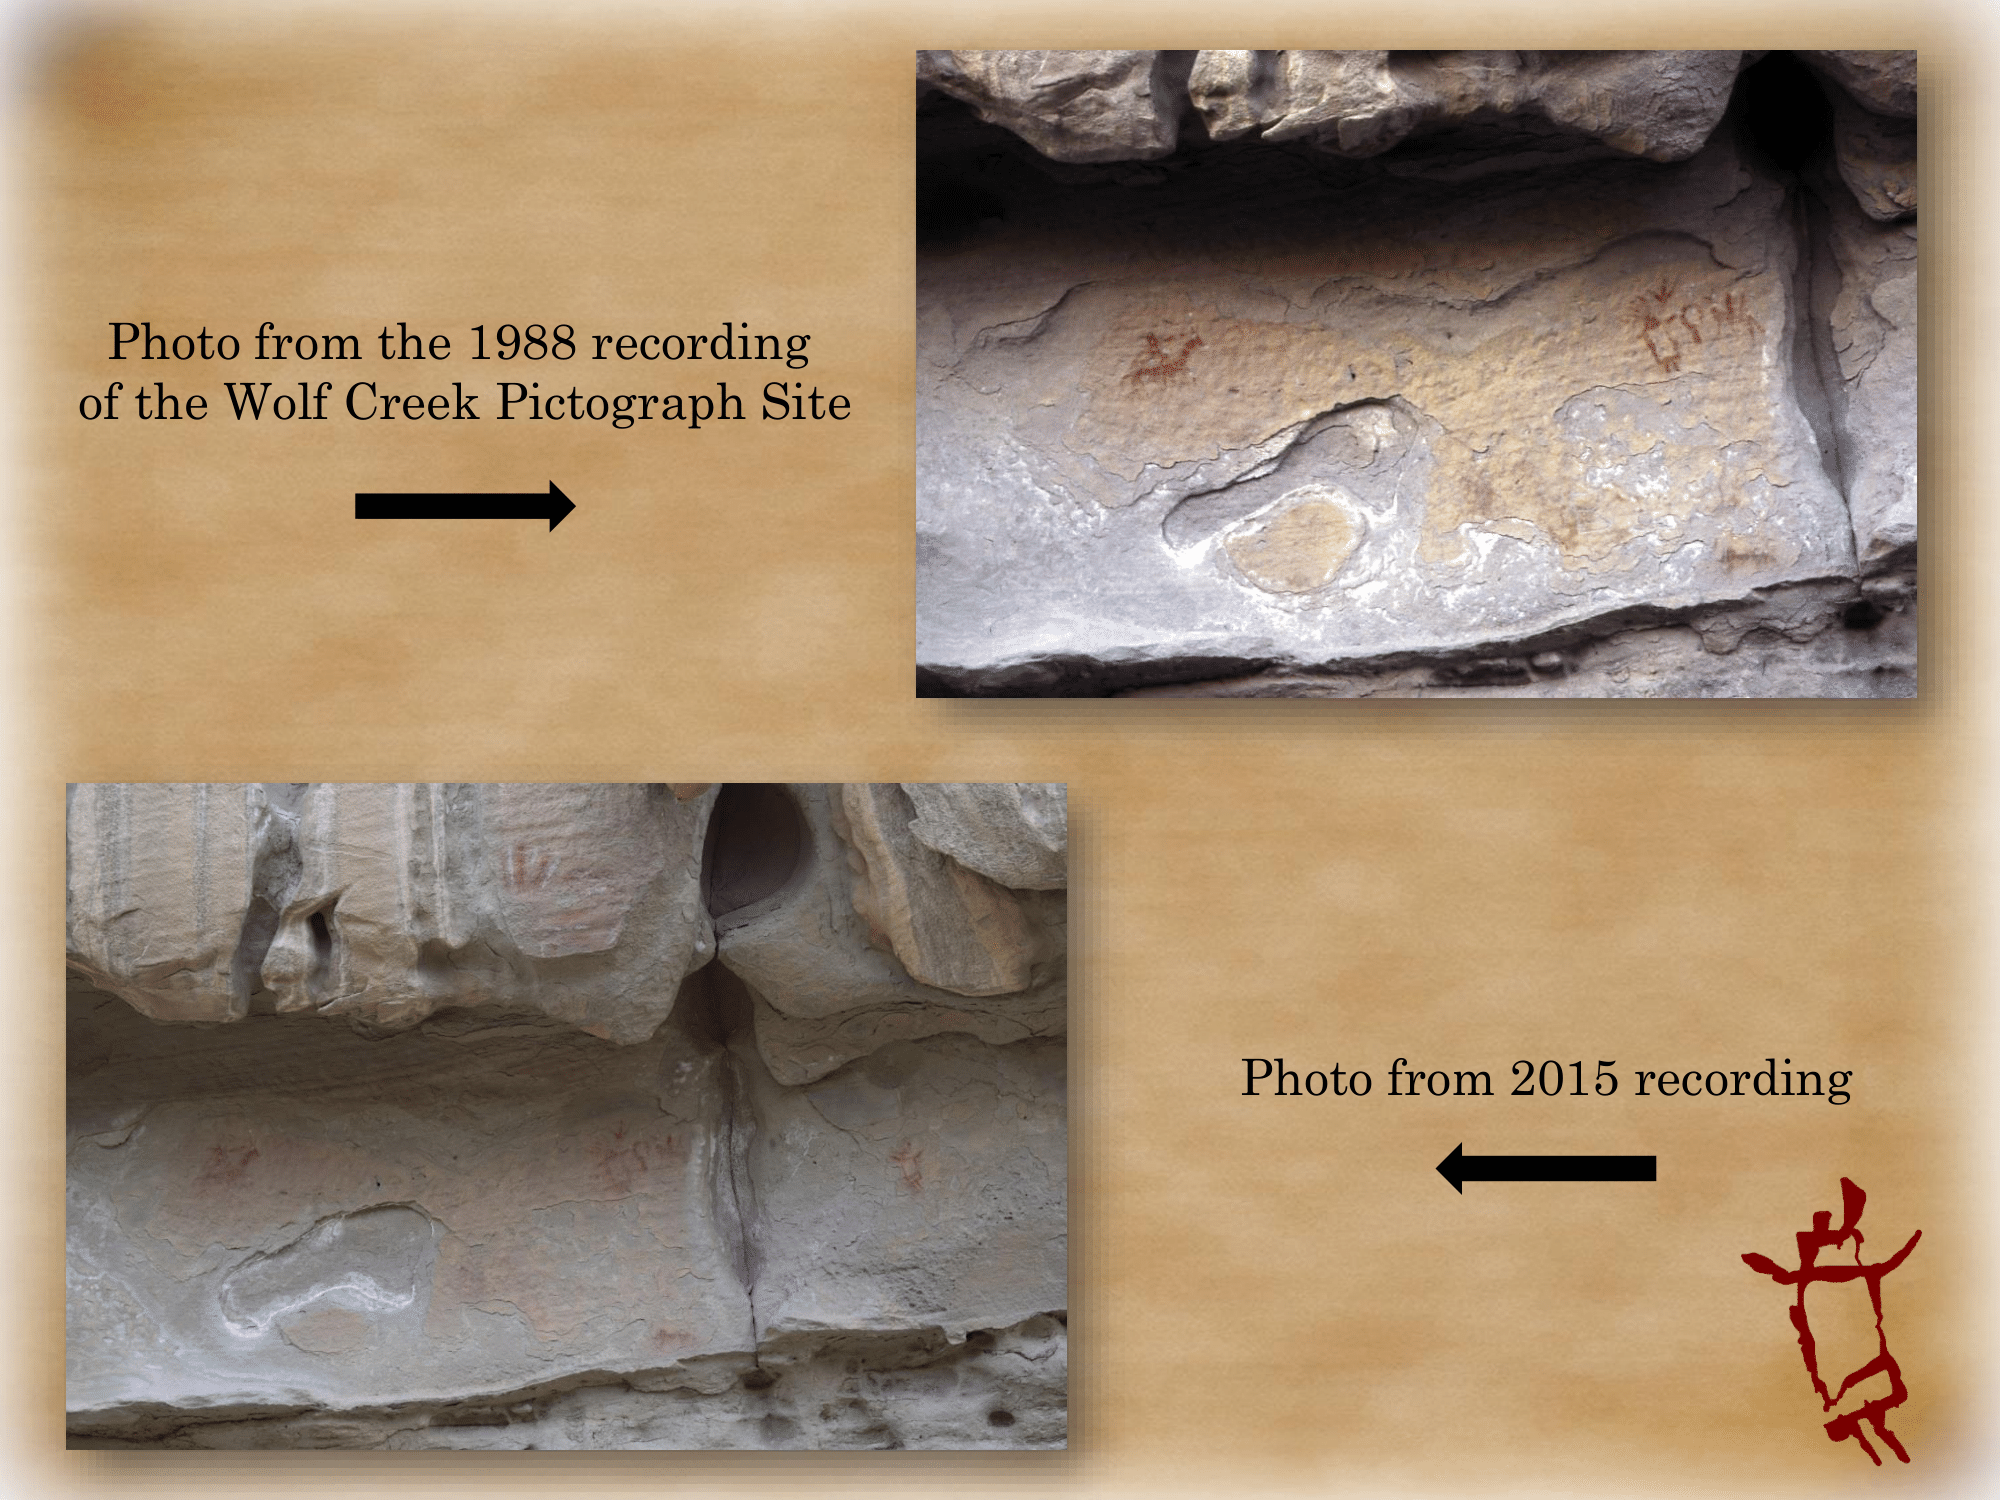 Photo from the 1988 recording
of the Wolf Creek Pictograph Site
Photo from 2015 recording